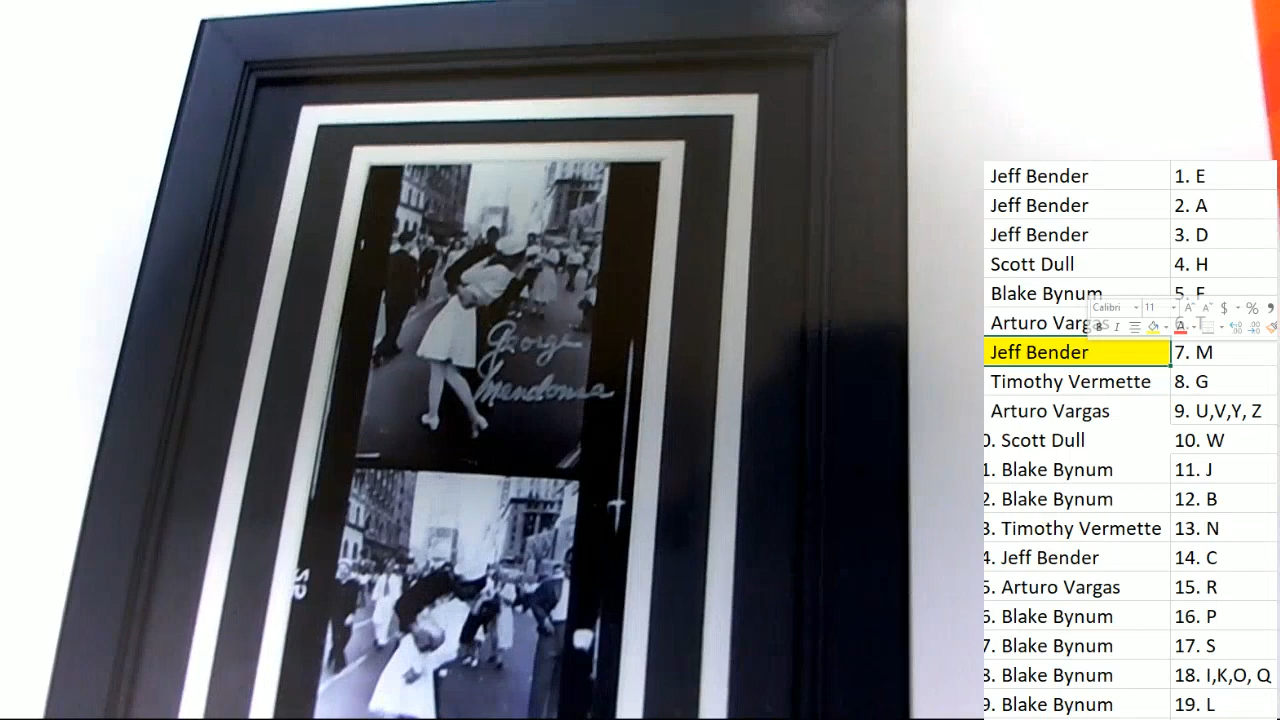 George
Mendonsa
Jeff Bender 1. E
Jeff Bender 2. A
Jeff Bender 3. D
Scott Dull 4. H
Blake Bynum 5. F
Calibri 11 A A $ % ,
Arturo Vargas 6. T
B I A
Jeff Bender 7. M
Timothy Vermette 8. G
Arturo Vargas 9. U,V,Y, Z
0. Scott Dull 10. W
1. Blake Bynum 11. J
2. Blake Bynum 12. B
3. Timothy Vermette 13. N
4. Jeff Bender 14. C
5. Arturo Vargas 15. R
6. Blake Bynum 16. P
7. Blake Bynum 17. S
8. Blake Bynum 18. I,K,O, Q
9. Blake Bynum 19. L